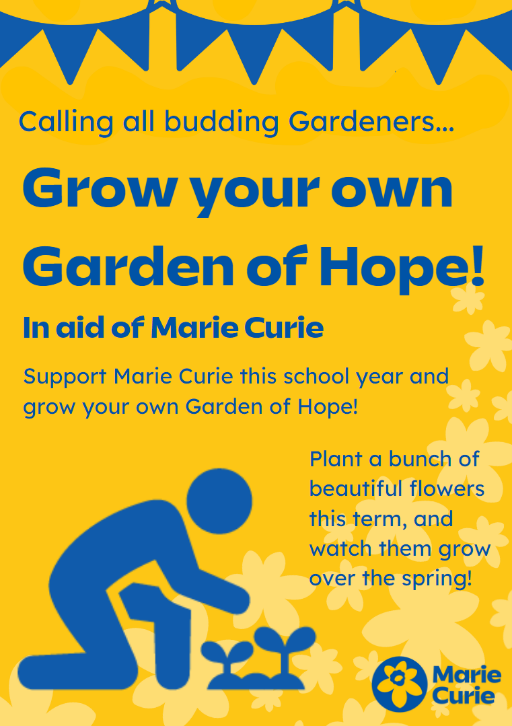 Calling all budding Gardeners...
Grow your own
Garden of Hope!
In aid of Marie Curie
Support Marie Curie this school year and
grow your own Garden of Hope!
Plant a bunch of
beautiful flowers
this term, and
watch them grow
over the spring!
Marie
Curie